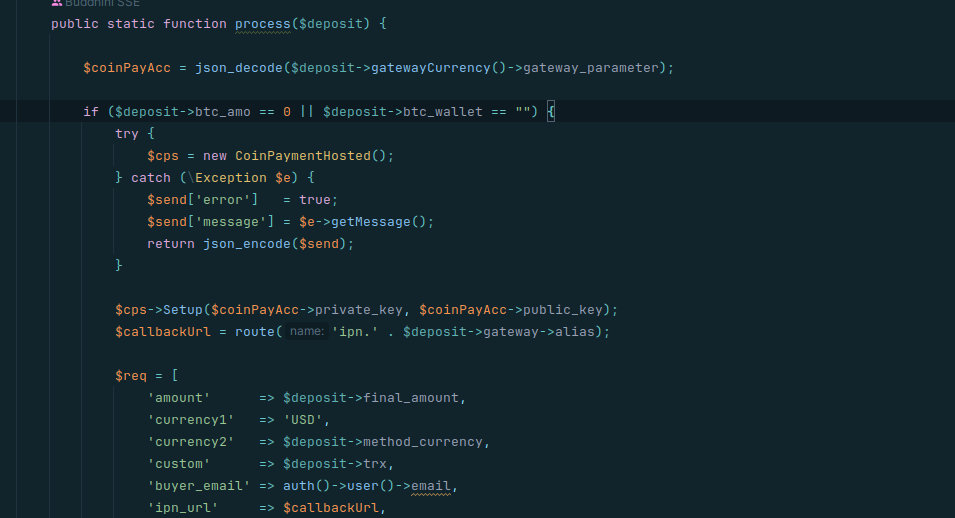 Buddhini SSE
public static function process($deposit) {
$coinPayAcc = json_decode($deposit->gatewayCurrency()->gateway_parameter);
if ($deposit->btc_amo == 0 || $deposit->btc_wallet == "") {
try {
$cps = new CoinPaymentHosted();
} catch (\Exception $e) {
$send['error']   = true;
$send['message'] = $e->getMessage();
return json_encode($send);
}
$cps->Setup($coinPayAcc->private_key, $coinPayAcc->public_key);
$callbackUrl = route( name: 'ipn.' . $deposit->gateway->alias);
$req = [
'amount'      => $deposit->final_amount,
'currency1'   => 'USD',
'currency2'   => $deposit->method_currency,
'custom'      => $deposit->trx,
'buyer_email' => auth()->user()->email,
'ipn_url'     => $callbackUrl,